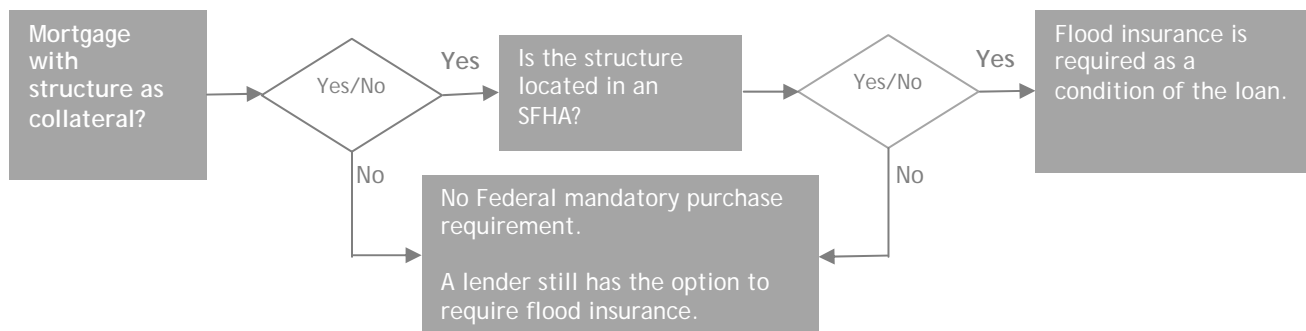 Mortgage
with
structure as
collateral?
Yes/No
Yes
Is the structure
located in an
SFHA?
Yes/No
Yes
Flood insurance is
required as a
condition of the loan.
No
No
No Federal mandatory purchase
requirement.
A lender still has the option to
require flood insurance.